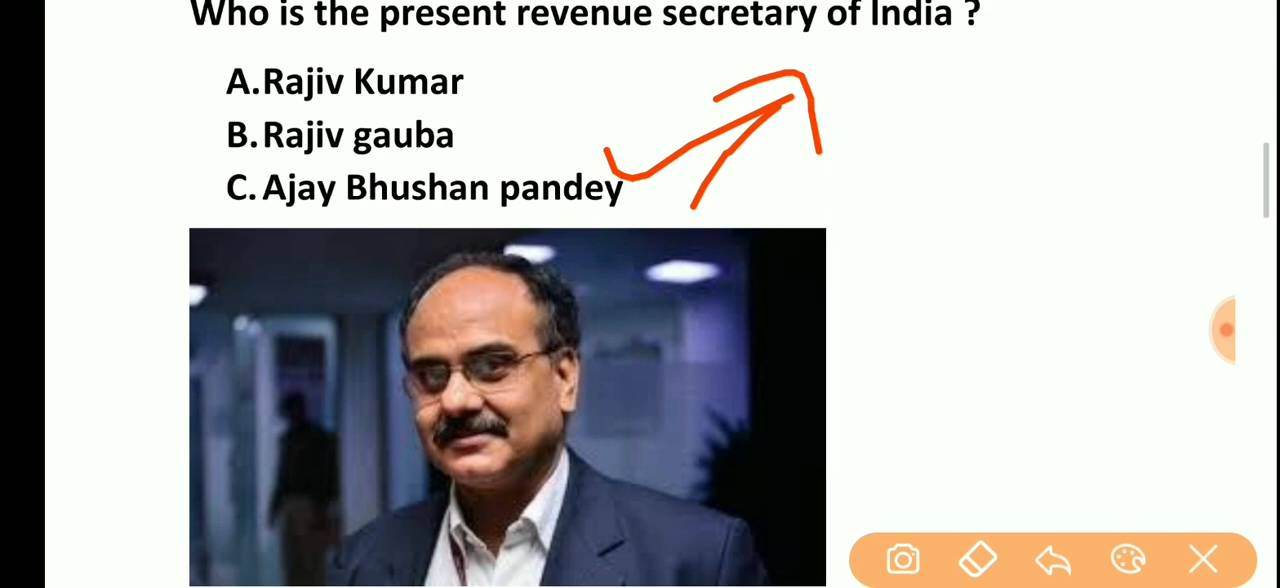 Who is the present revenue secretary of India ?
A.Rajiv Kumar
B.Rajiv gauba
C. Ajay Bhushan pandey